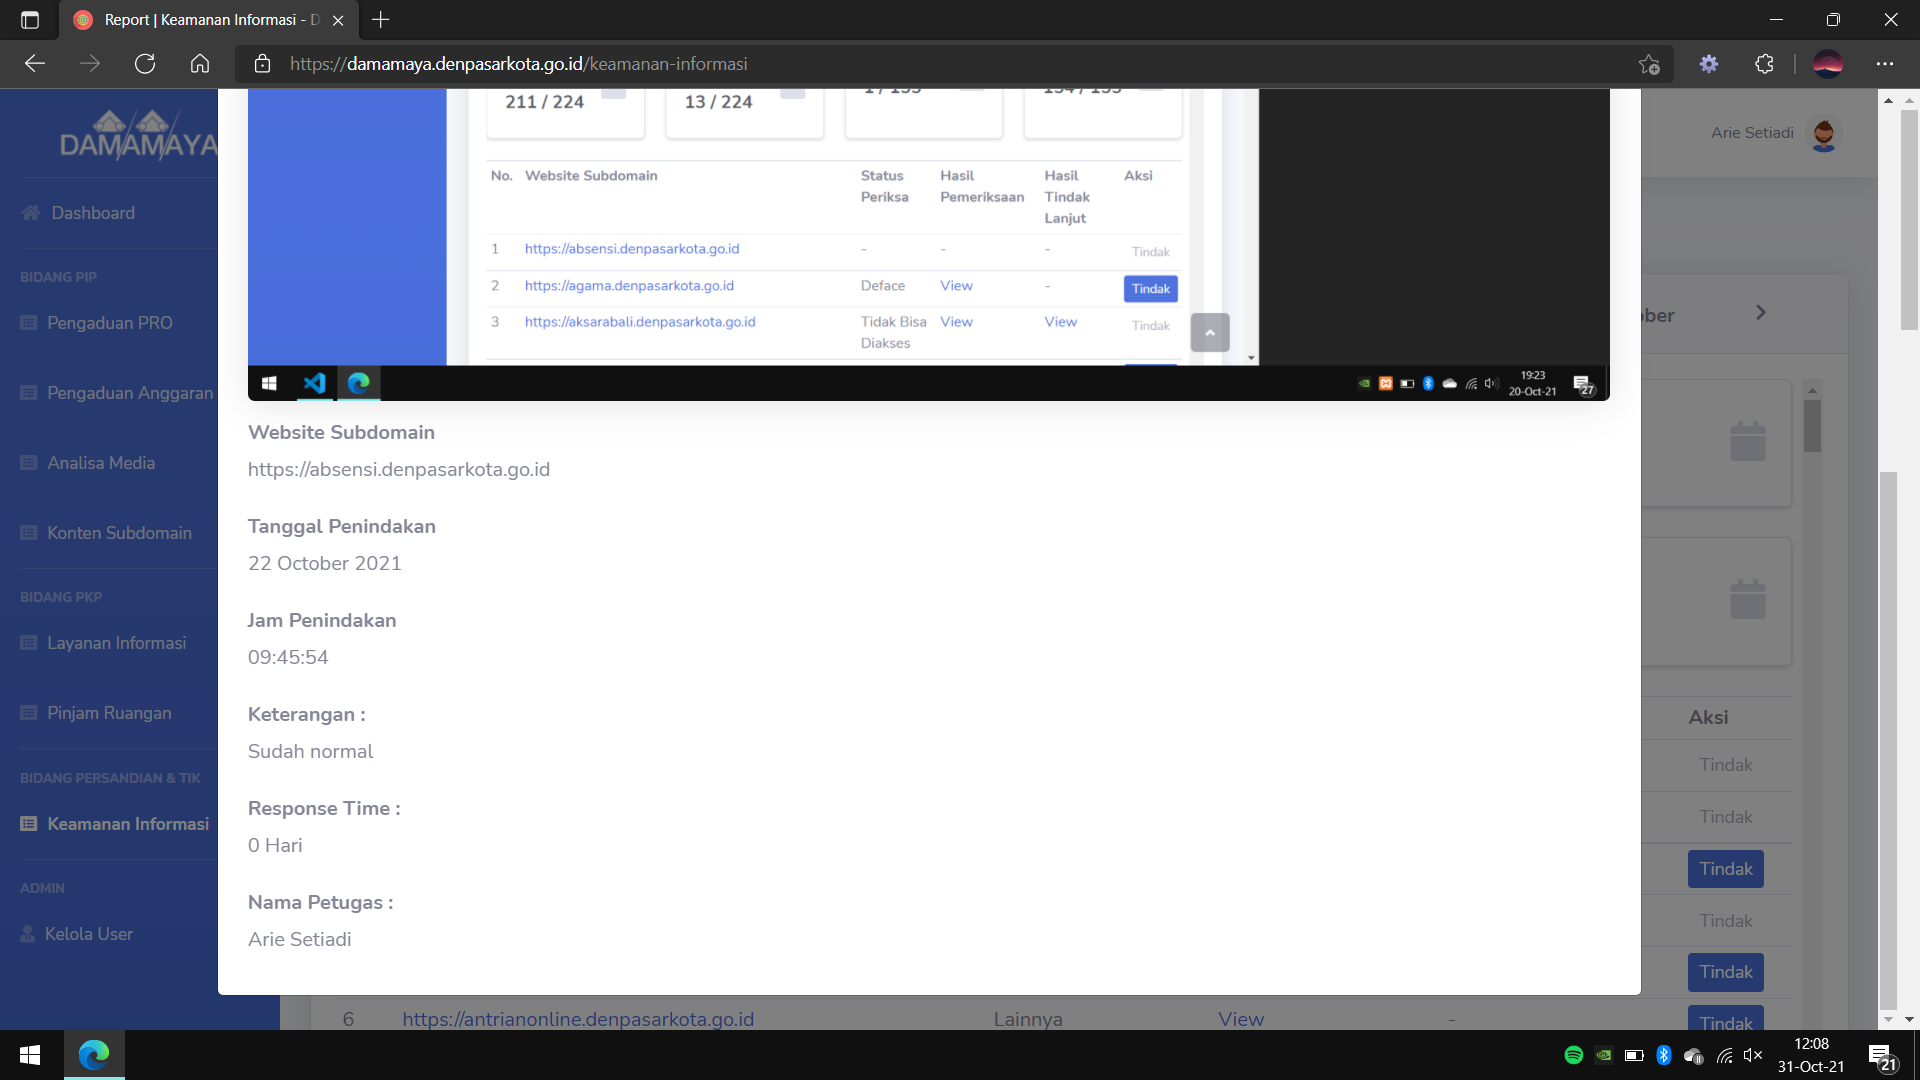 Report | Keamanan Informasi - D
https://damamaya.denpasarkota.go.id/keamanan-informasi
DAMAMAYA
Arie Setiadi
Dashboard
BIDANG PIP
Pengaduan PRO
Pengaduan Anggaran
Analisa Media
Konten Subdomain
BIDANG PKP
Layanan Informasi
Pinjam Ruangan
BIDANG PERSANDIAN & TIK
Keamanan Informasi
ADMIN
Kelola User
211 / 224
13 / 224
No. Website Subdomain Status Periksa Hasil Pemeriksaan Hasil Tindak Lanjut Aksi
1 https://absensi.denpasarkota.go.id - - - Tindak
2 https://agama.denpasarkota.go.id Deface View - Tindak
3 https://aksarabali.denpasarkota.go.id Tidak Bisa Diakses View View Tindak
19:23
20-Oct-21
27
Website Subdomain
https://absensi.denpasarkota.go.id
Tanggal Penindakan
22 October 2021
Jam Penindakan
09:45:54
Keterangan :
Sudah normal
Response Time :
0 Hari
Nama Petugas :
Arie Setiadi
ber
Aksi
Tindak
Tindak
Tindak
Tindak
Tindak
6 https://antrianonline.denpasarkota.go.id Lainnya View - Tindak
12:08
31-Oct-21
21